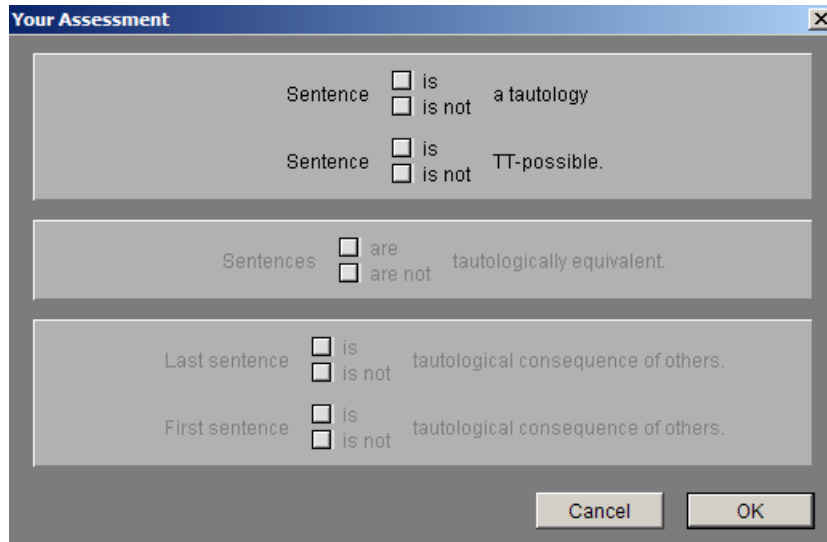 Your Assessment
Sentence is a tautology
is not
Sentence is TT-possible.
is not
Sentences are tautologically equivalent.
are not
Last sentence is tautological consequence of others.
is not
First sentence is tautological consequence of others.
is not
Cancel OK